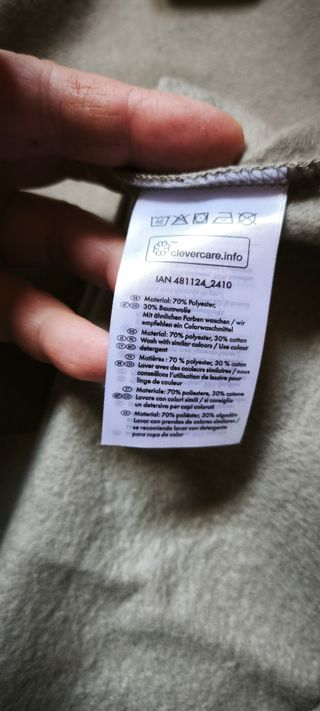 40
clevercare.info
IAN 481124_2410
Material: 70% Polyester,
30% Baumwolle
Mit ähnlichen Farben waschen / wir
empfehlen ein Colorwaschmittel
Material: 70% polyester, 30% cotton
Wash with similar colours / Use colour
detergent
Matières : 70 % polyester, 30 % coton
Laver avec des couleurs similaires / nous
conseillons l'utilisation de lessive pour
linge de couleur
Materiale: 70% poliestere, 30% cotone
Lavare con colori simili / si consiglia
un detersivo per capi colorati
Material: 70% poliéster, 30% algodón
Lavar con prendas de colores similares /
se recomienda lavar con detergente
para ropa de color